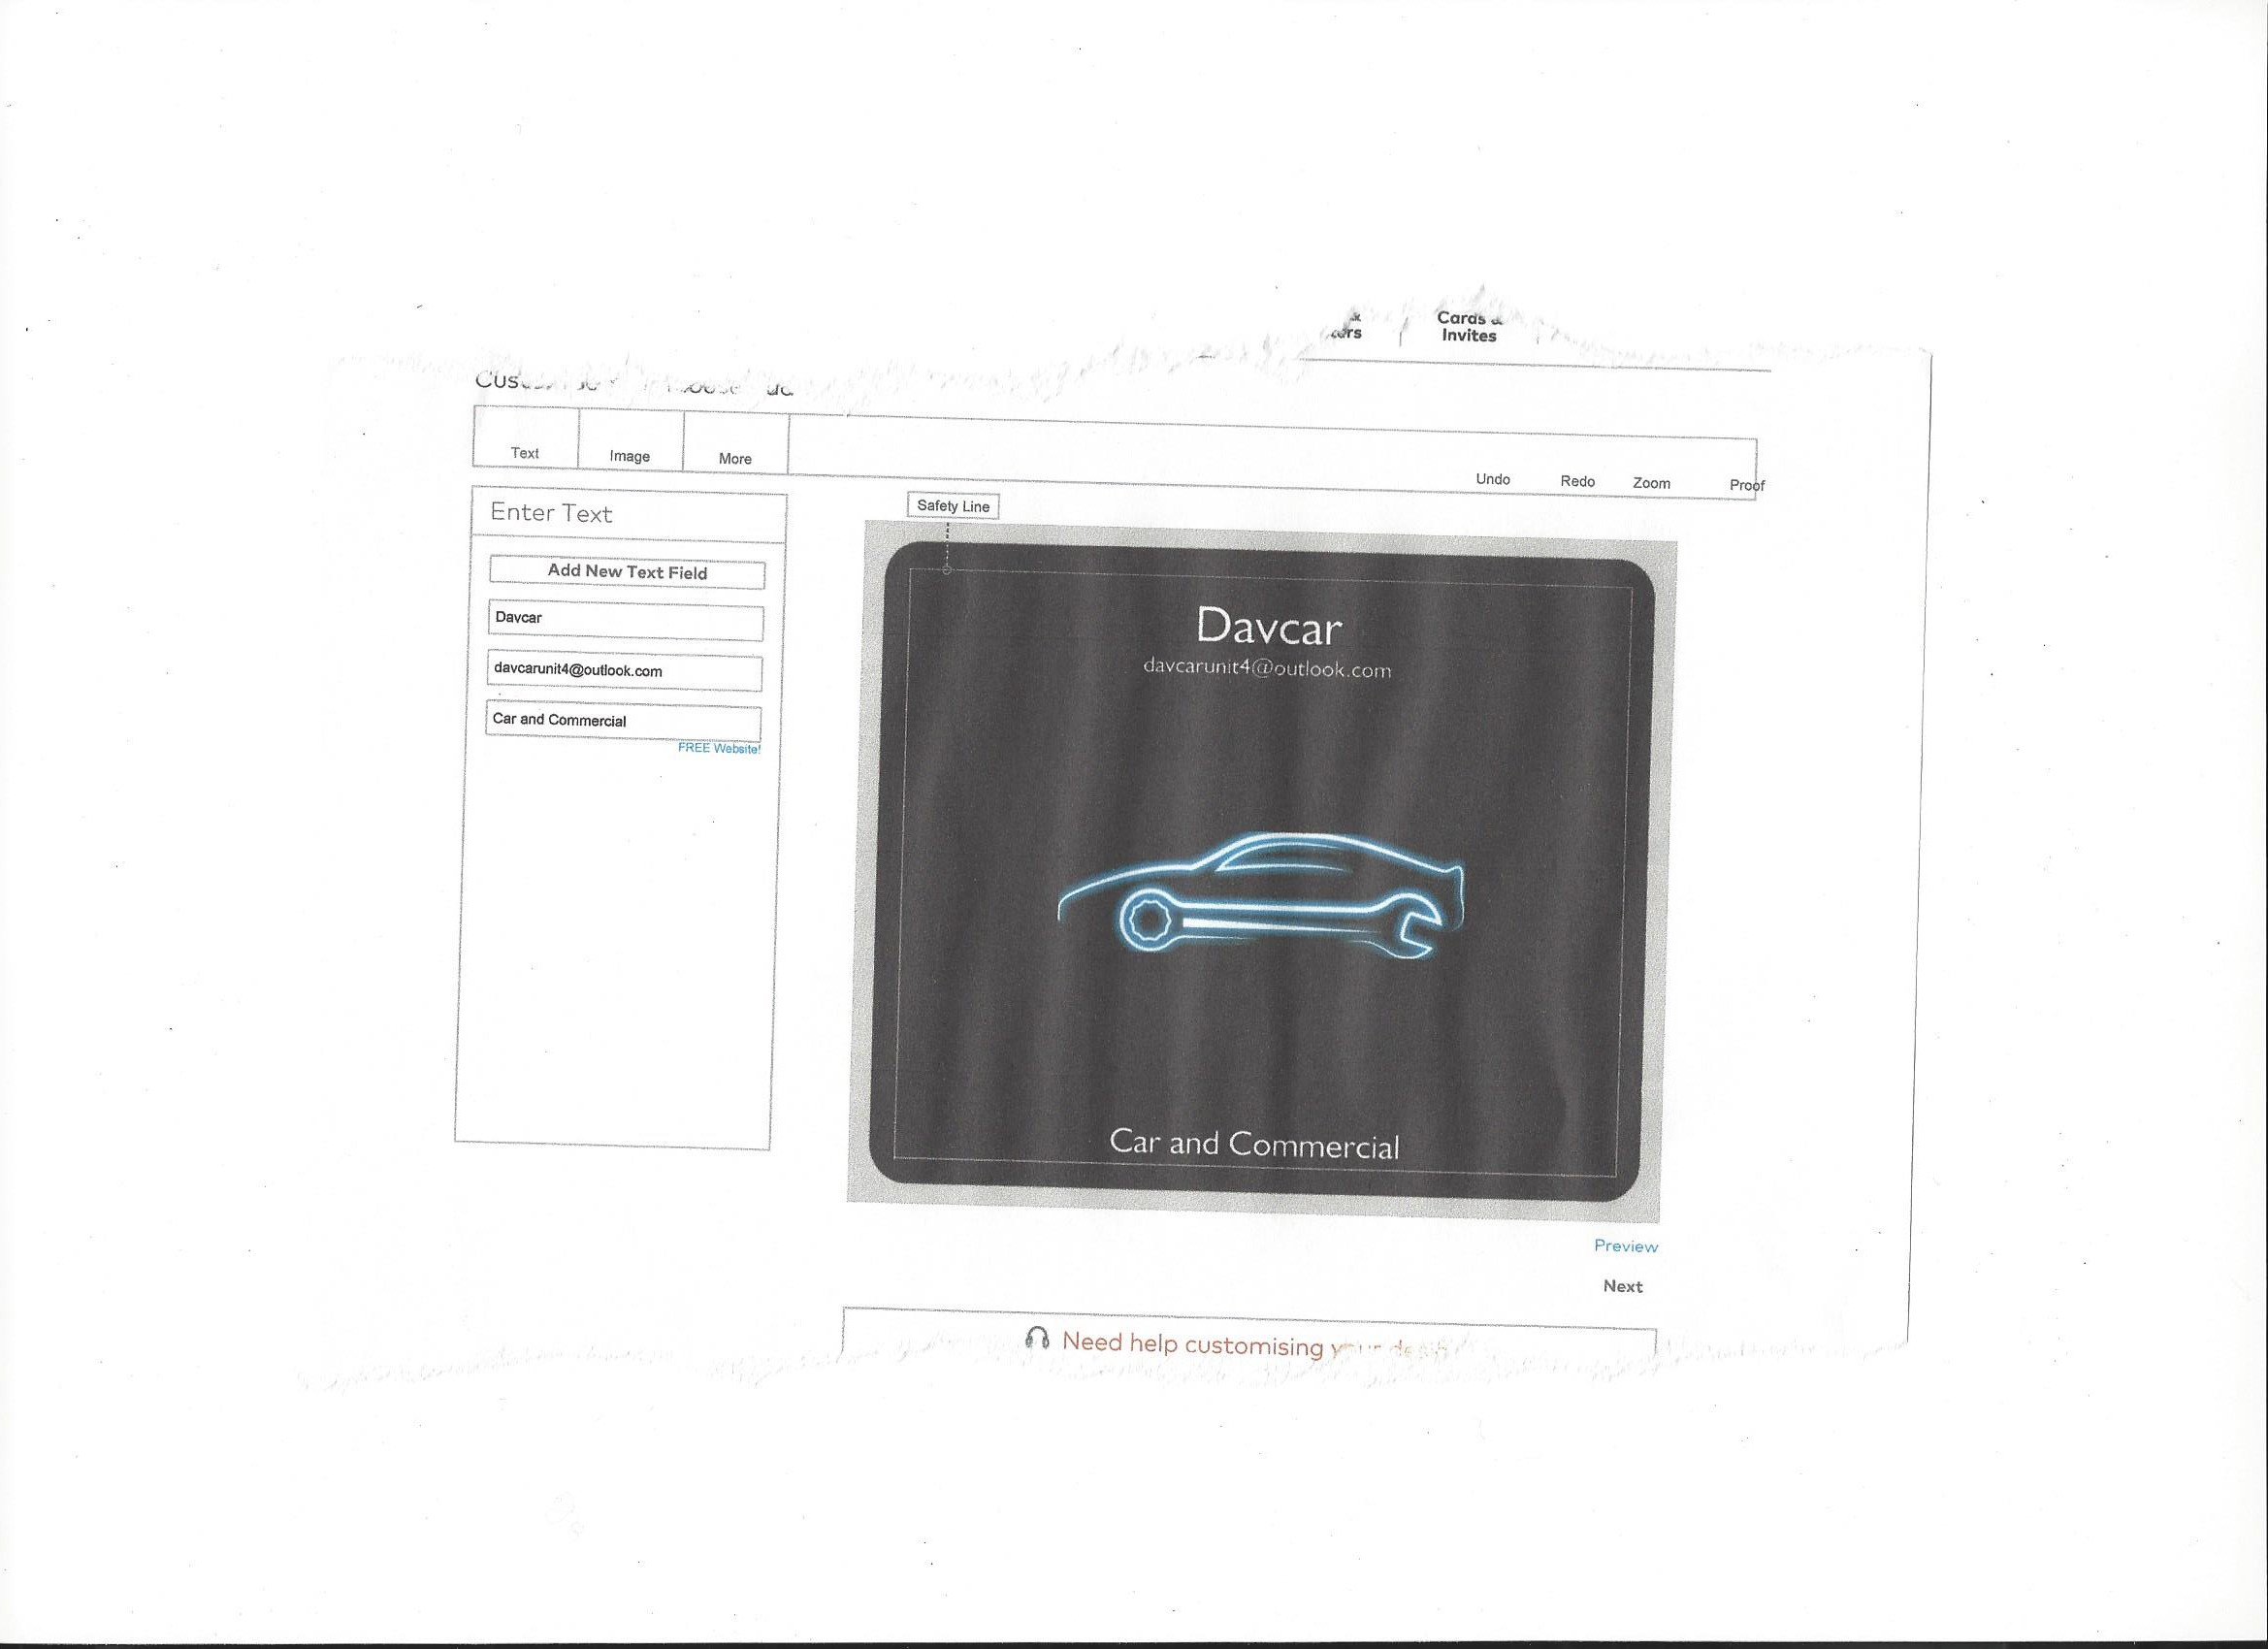 Cards &
Invites
Text
Image
More
Undo
Redo
Zoom
Proof
Enter Text
Add New Text Field
Davcar
davcarunit4@outlook.com
Car and Commercial
FREE Website!
Safety Line
Davcar
davcarunit4@outlook.com
Car and Commercial
Preview
Next
Need help customising your